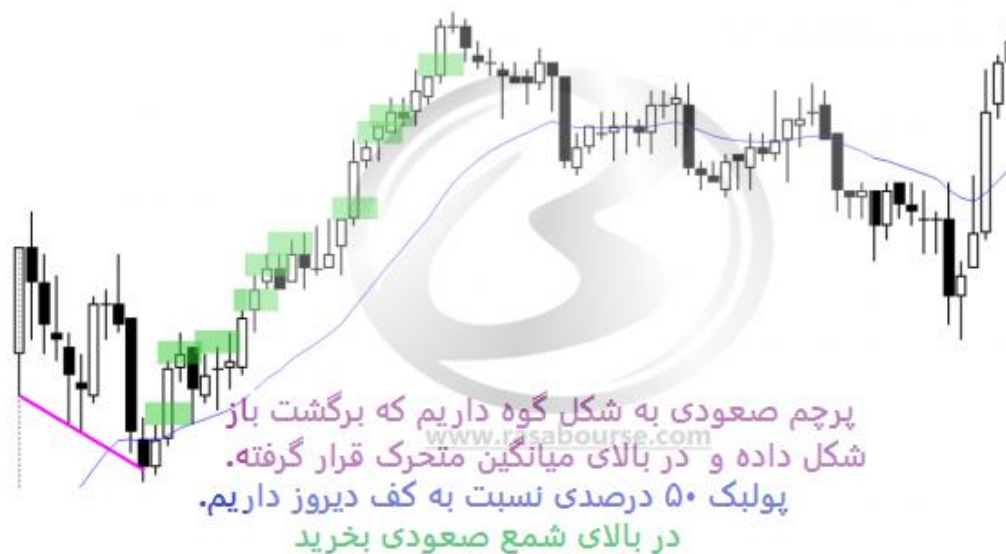 پرچم صعودی به شکل گوه داریم که برگشت باز
www.rasabourse.com
شکل داده و در بالای میانگین متحرک قرار گرفته.
پولبک ۵۰ درصدی نسبت به کف دیروز داریم.
در بالای شمع صعودی بخرید